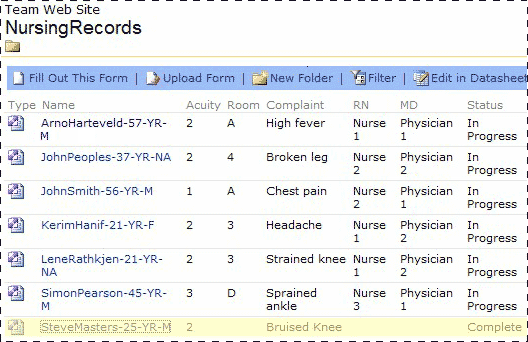 Team Web Site
NursingRecords
Fill Out This Form | Upload Form | New Folder | Filter | Edit in Datasheet
Type Name Acuity Room Complaint RN MD Status
ArnoHarteveld-57-YR- 2 A High fever Nurse Physician In
M 1 1 Progress
JohnPeoples-37-YR-NA 2 4 Broken leg Nurse Physician In
2 2 Progress
JohnSmith-56-YR-M 1 A Chest pain Nurse Physician In
2 1 Progress
KerimHanif-21-YR-F 2 3 Headache Nurse Physician In
1 2 Progress
LeneRathkjen-21-YR- 2 3 Strained knee Nurse Physician In
NA 1 2 Progress
SimonPearson-45-YR- 3 D Sprained Nurse Physician In
M ankle 3 1 Progress
SteveMasters-25-YR-M 2 Bruised Knee Complete